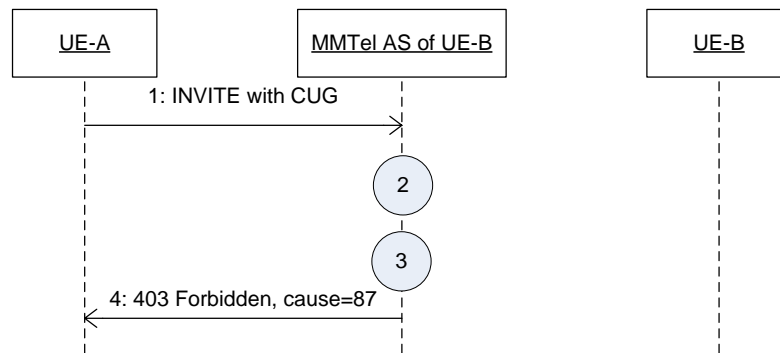 UE-A
MMTel AS of UE-B
UE-B
1: INVITE with CUG
2
3
4: 403 Forbidden, cause=87